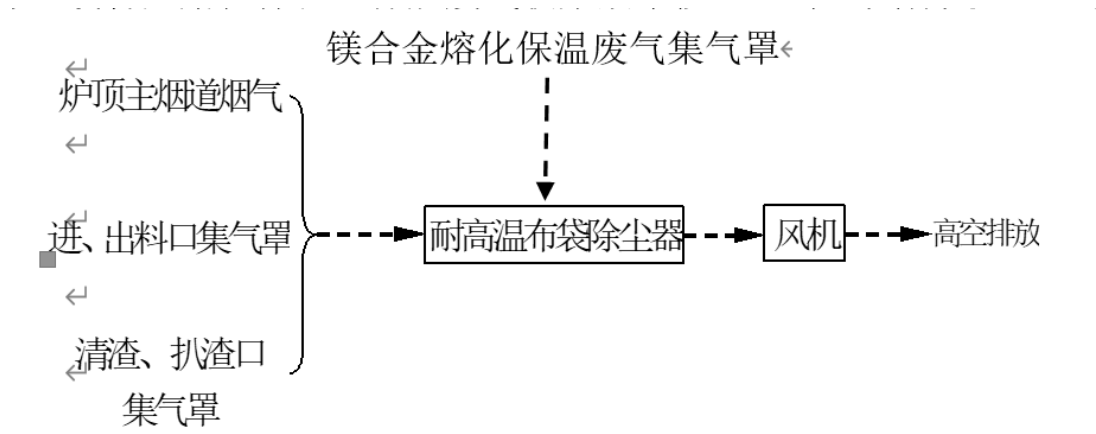 镁合金熔化保温废气集气罩
炉顶主烟道烟气
进、出料口集气罩
耐高温布袋除尘器
风机
高空排放
清渣、扒渣口
集气罩